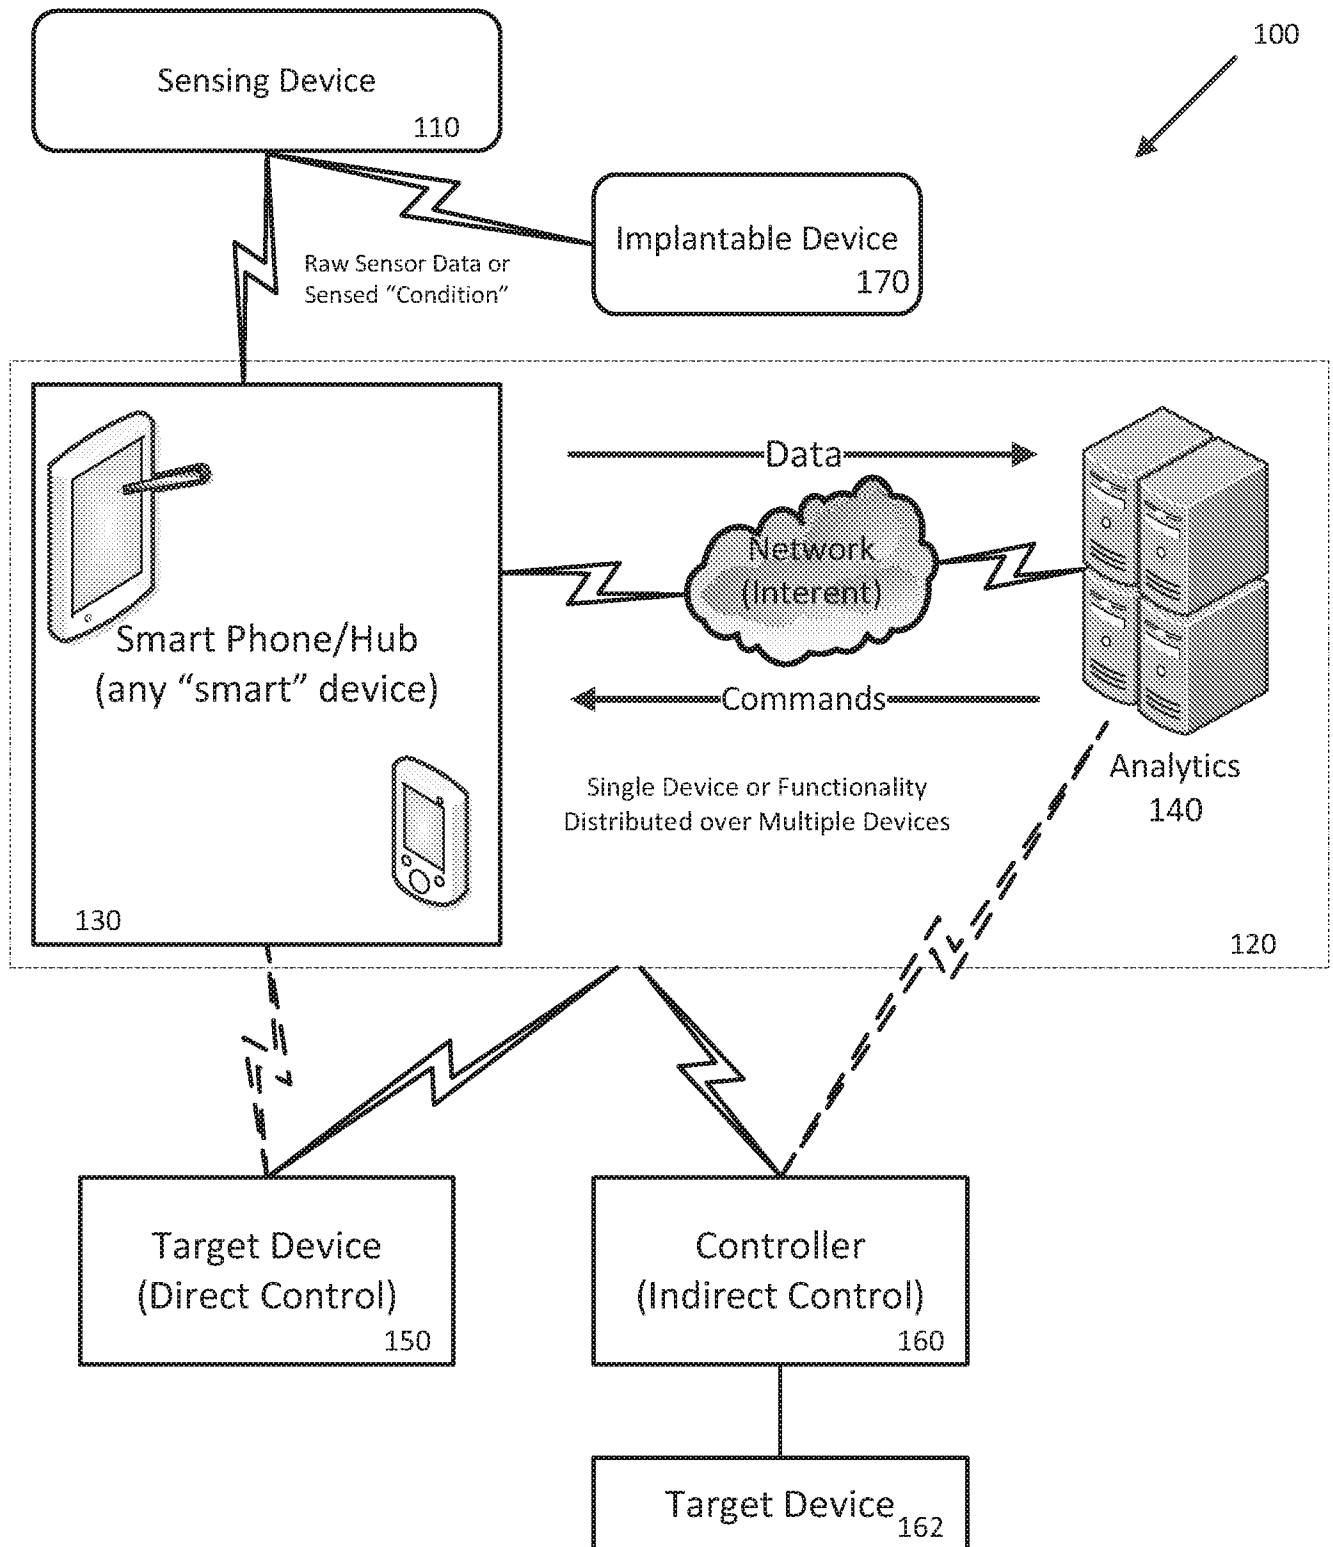 100
Sensing Device
110
Implantable Device
170
Raw Sensor Data or
Sensed “Condition”
Data
Network
(Interent)
Smart Phone/Hub
(any “smart” device)
Commands
Analytics
140
Single Device or Functionality
Distributed over Multiple Devices
130
120
Target Device
(Direct Control)
150
Controller
(Indirect Control)
160
Target Device
162